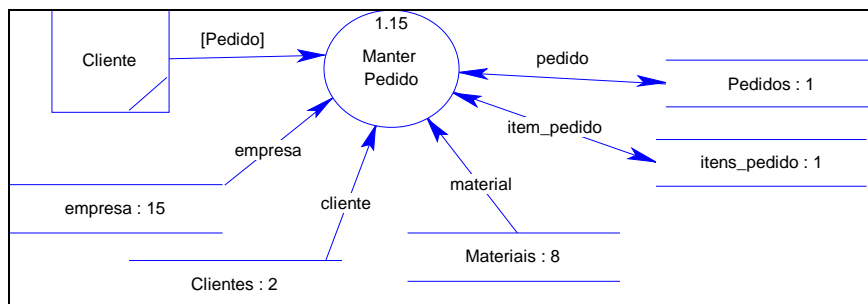 1.15
[Pedido]
Cliente
Manter
Pedido
pedido
Pedidos : 1
item_pedido
empresa
itens_pedido : 1
material
empresa : 15
cliente
Materiais : 8
Clientes : 2